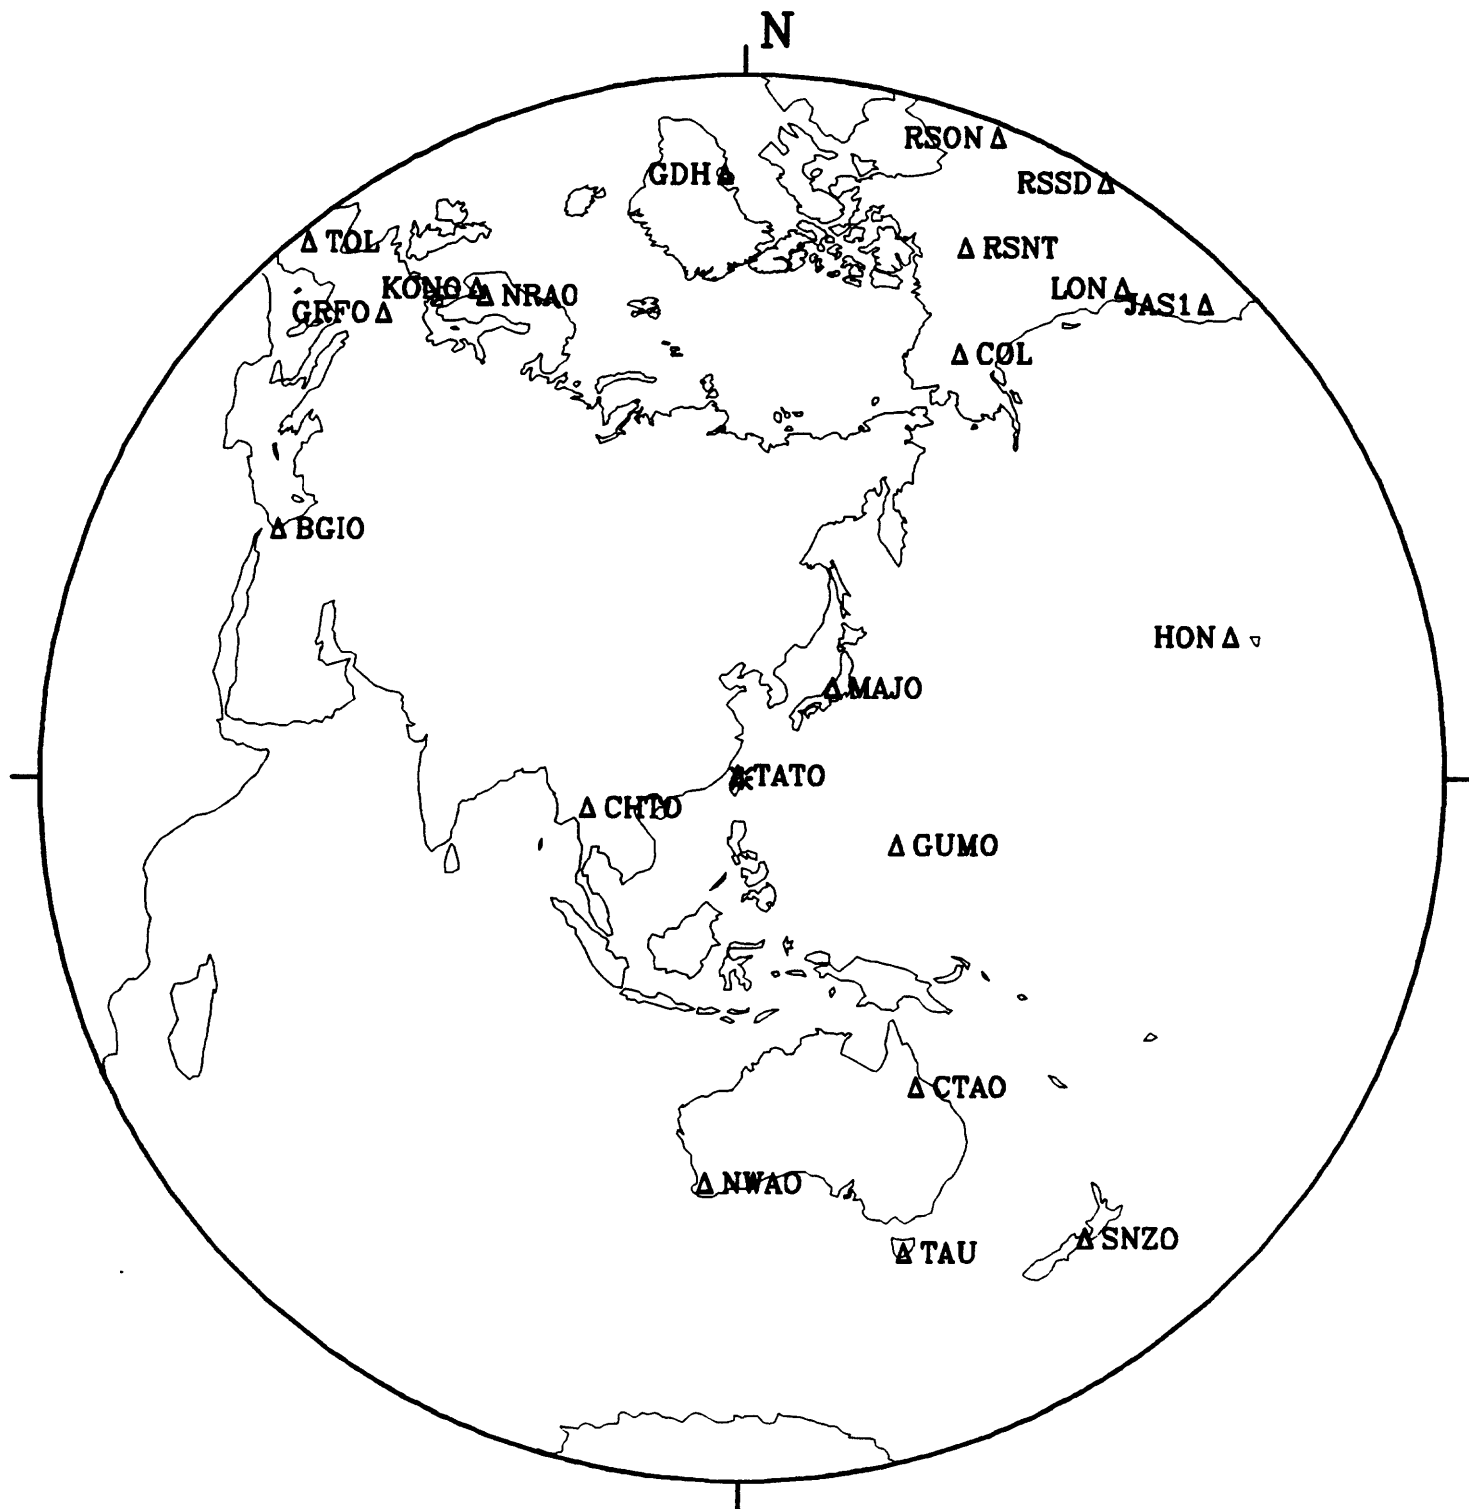 N
RSON
GDH
RSSD
TOL
RSNT
KONO
NRAO
LON
JAS1
GRFO
COL
BGIO
HON
MAJO
TATO
CHTO
GUMO
CTAO
NWAO
SNZO
TAU